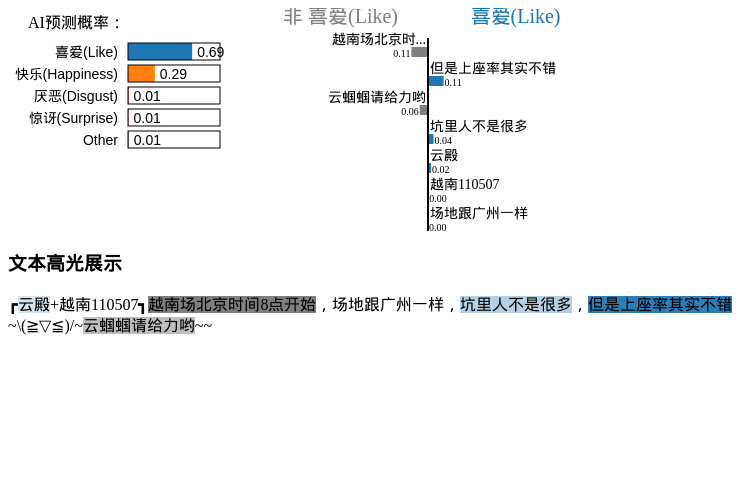 AI预测概率：
喜爱(Like) 0.69
快乐(Happiness) 0.29
厌恶(Disgust) 0.01
惊讶(Surprise) 0.01
Other 0.01
非 喜爱(Like) 喜爱(Like)
越南场北京时...
0.11
但是上座率其实不错
0.11
云蝈蝈请给力哟
0.06
坑里人不是很多
0.04
云殿
0.02
越南110507
0.00
场地跟广州一样
0.00
文本高光展示
┏云殿+越南110507┓越南场北京时间8点开始，场地跟广州一样，坑里人不是很多，但是上座率其实不错
~\(≧▽≦)/~云蝈蝈请给力哟~~